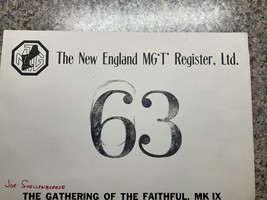 The New England MG'T' Register, Ltd.
63
Joe Shellenberger
THE GATHERING OF THE FAITHFUL, MK IX